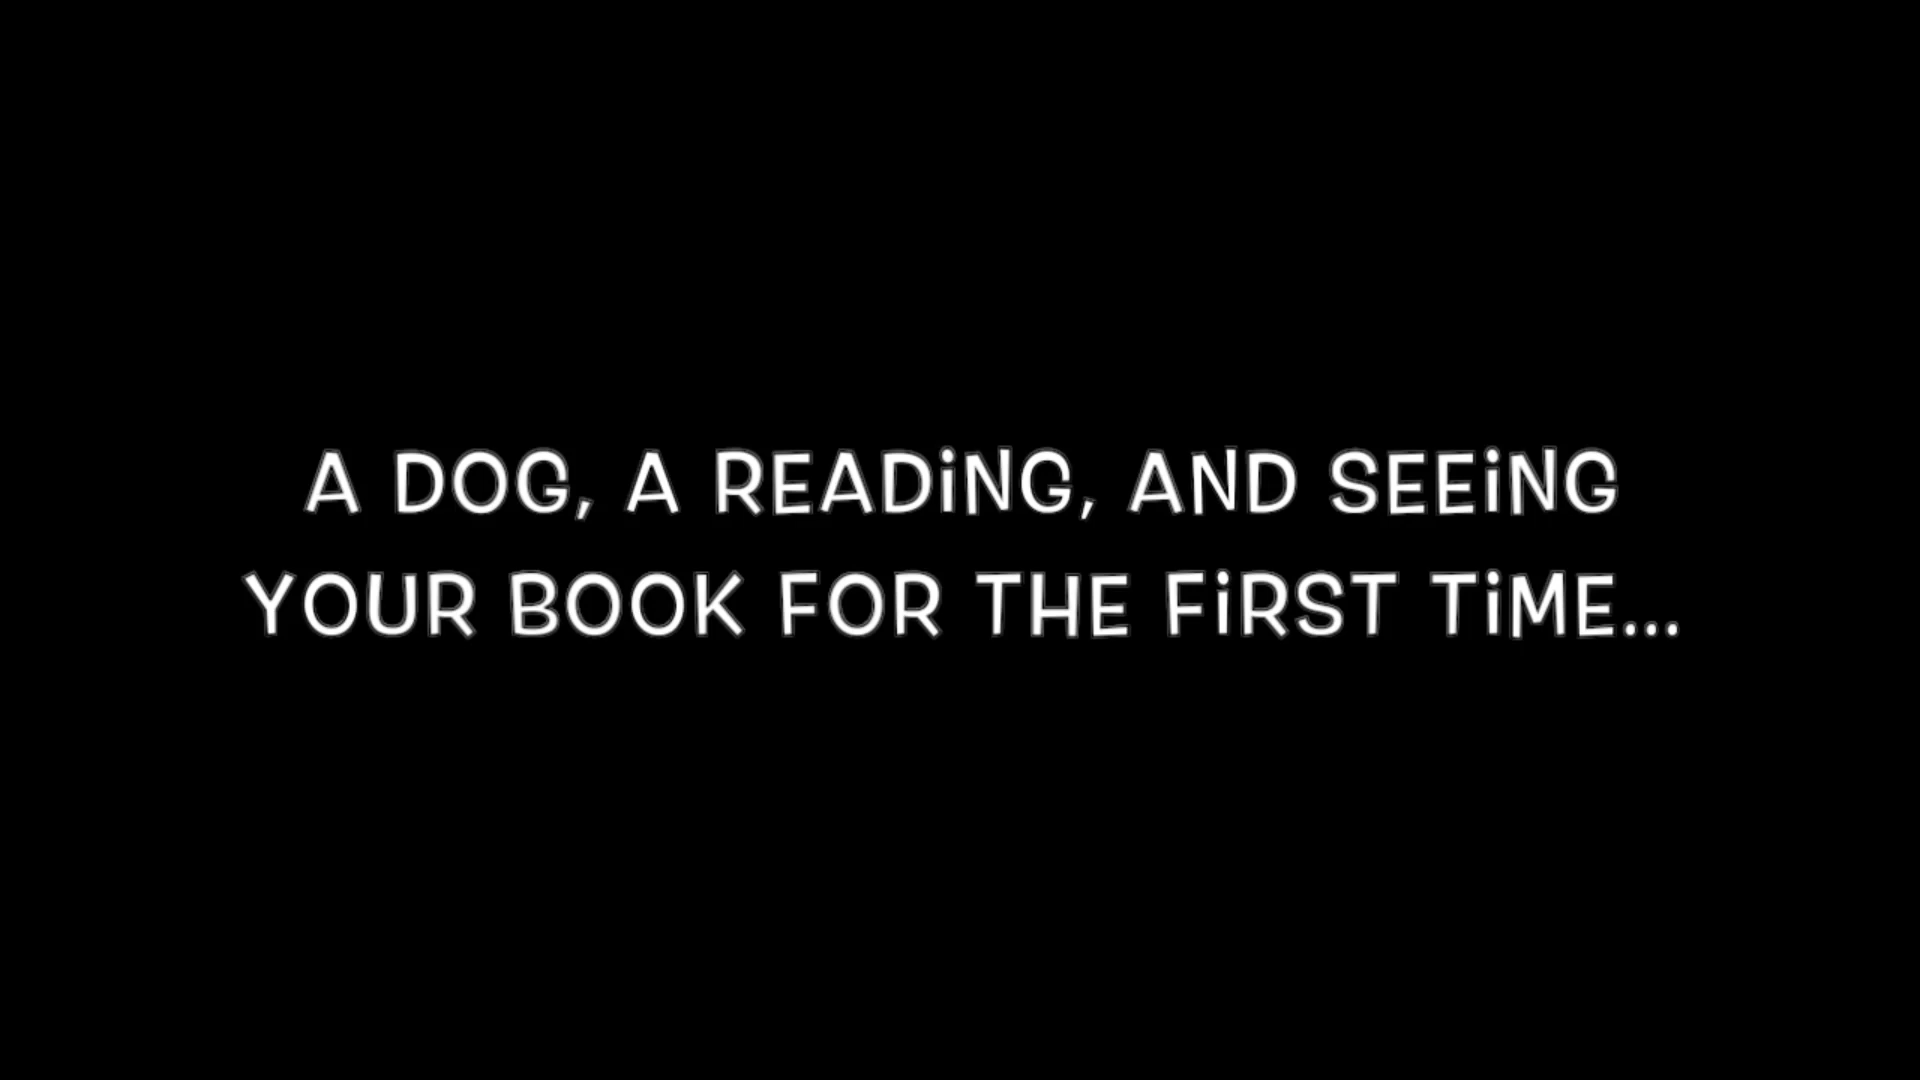 A DOG, A READiNG, AND SEEiNG
YOUR BOOK FOR THE FiRST TiME...